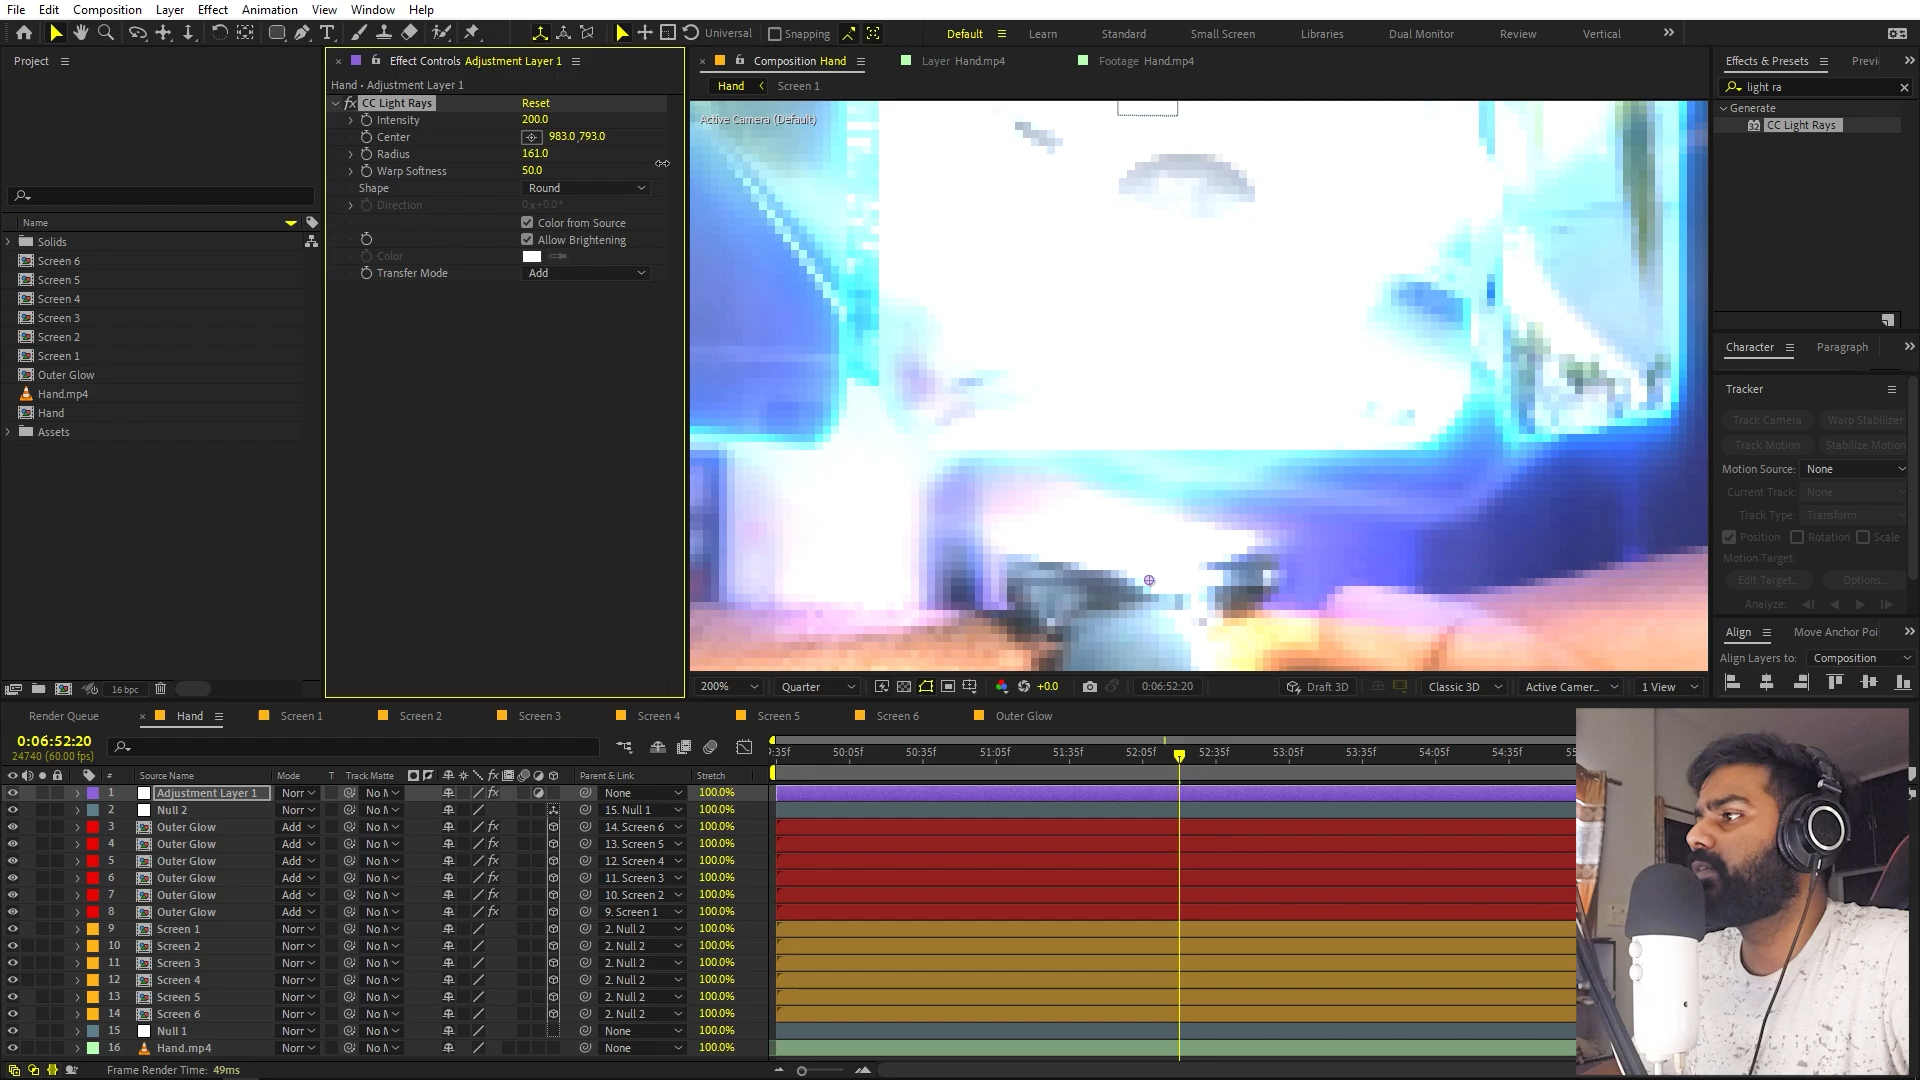 File Edit Composition Layer Effect Animation View Window Help
Universal Snapping Default Learn Standard Small Screen Libraries Dual Monitor Review Vertical
Project
Name
Solids
Screen 6
Screen 5
Screen 4
Screen 3
Screen 2
Screen 1
Outer Glow
Hand.mp4
Hand
Assets
16 bpc
Effect Controls Adjustment Layer 1
Hand • Adjustment Layer 1
fx CC Light Rays Reset
Intensity 200.0
Center 983.0,793.0
Radius 161.0
Warp Softness 50.0
Shape Round
Direction 0x+0.0°
Color from Source
Allow Brightening
Color
Transfer Mode Add
Composition Hand Layer Hand.mp4 Footage Hand.mp4
Hand Screen 1
Active Camera (Default)
200% Quarter +0.0 0:06:52:20 Draft 3D Classic 3D Active Camer... 1 View
Effects & Presets Previ
light ra
Generate
32 CC Light Rays
Character Paragraph
Tracker
Track Camera Warp Stabilizer
Track Motion Stabilize Motion
Motion Source: None
Current Track: None
Track Type: Transform
Position Rotation Scale
Motion Target:
Edit Target... Options...
Analyze:
Align Move Anchor Poi
Align Layers to: Composition
Render Queue Hand Screen 1 Screen 2 Screen 3 Screen 4 Screen 5 Screen 6 Outer Glow
0:06:52:20
24740 (60.00 fps)
9:35f 50:05f 50:35f 51:05f 51:35f 52:05f 52:35f 53:05f 53:35f 54:05f 54:35f 55
# Source Name Mode T Track Matte fx Parent & Link Stretch
1 Adjustment Layer 1 Norr No M fx None 100.0%
2 Null 2 Norr No M 15. Null 1 100.0%
3 Outer Glow Add No M fx 14. Screen 6 100.0%
4 Outer Glow Add No M fx 13. Screen 5 100.0%
5 Outer Glow Add No M fx 12. Screen 4 100.0%
6 Outer Glow Add No M fx 11. Screen 3 100.0%
7 Outer Glow Add No M fx 10. Screen 2 100.0%
8 Outer Glow Add No M fx 9. Screen 1 100.0%
9 Screen 1 Norr No M 2. Null 2 100.0%
10 Screen 2 Norr No M 2. Null 2 100.0%
11 Screen 3 Norr No M 2. Null 2 100.0%
12 Screen 4 Norr No M 2. Null 2 100.0%
13 Screen 5 Norr No M 2. Null 2 100.0%
14 Screen 6 Norr No M 2. Null 2 100.0%
15 Null 1 Norr No M None 100.0%
16 Hand.mp4 Norr No M None 100.0%
Frame Render Time: 49ms